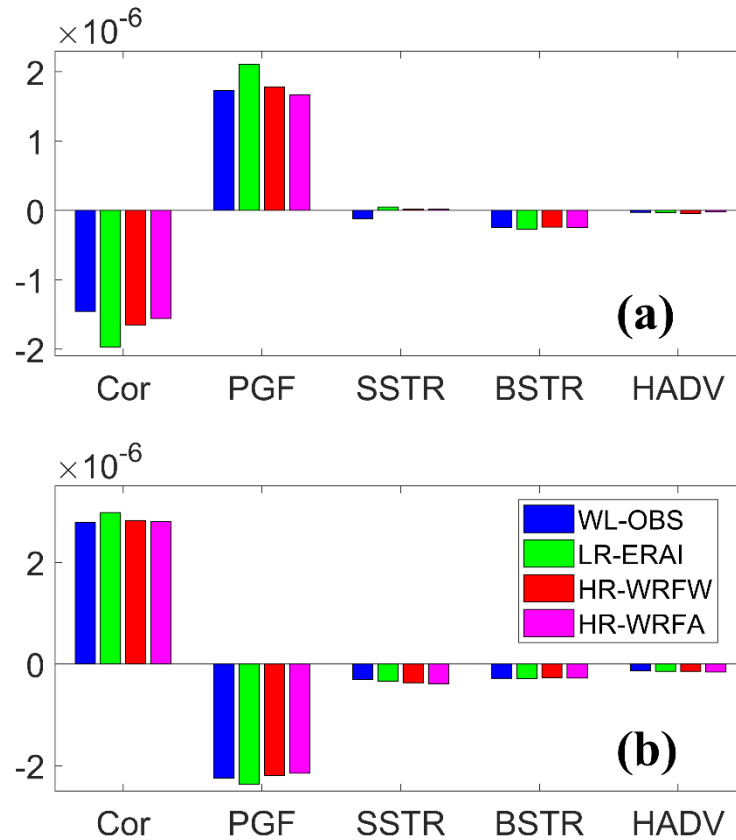 ×10-6
2
1
0
-1
-2
(a)
Cor PGF SSTR BSTR HADV
×10-6
2
0
-2
WL-OBS
LR-ERAI
HR-WRFW
HR-WRFA
(b)
Cor PGF SSTR BSTR HADV